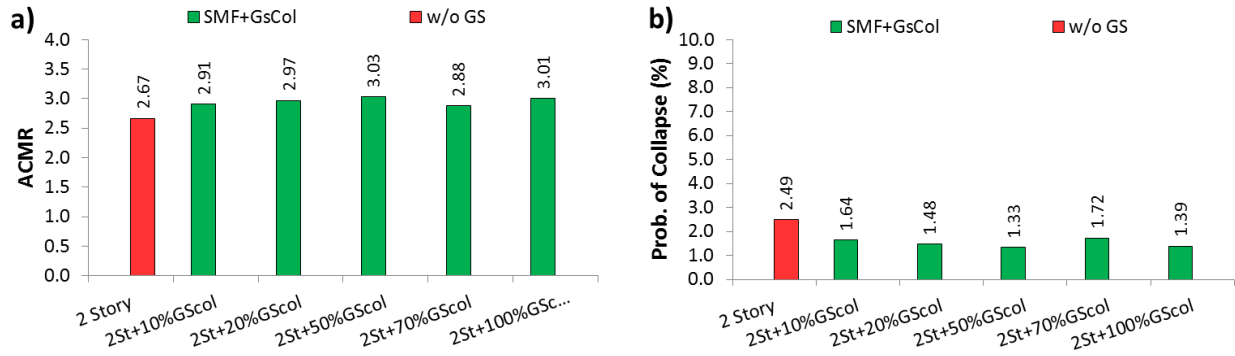 a)
SMF+GsCol
w/o GS
ACMR
4.0
3.5
3.0
2.5
2.0
1.5
1.0
0.5
0.0
2.67
2.91
2.97
3.03
2.88
3.01
2 Story
2St+10%GScol
2St+20%GScol
2St+50%GScol
2St+70%GScol
2St+100%GSc...
b)
SMF+GsCol
w/o GS
Prob. of Collapse (%)
10.0
9.0
8.0
7.0
6.0
5.0
4.0
3.0
2.0
1.0
0.0
2.49
1.64
1.48
1.33
1.72
1.39
2 Story
2St+10%GScol
2St+20%GScol
2St+50%GScol
2St+70%GScol
2St+100%GScol